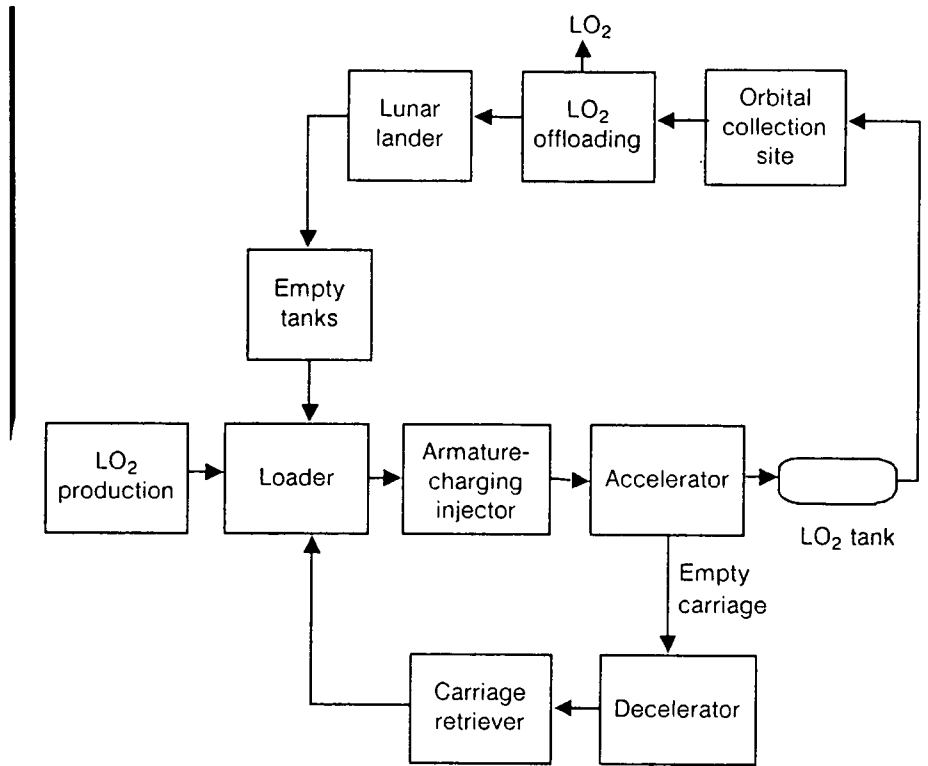 LO2
Lunar
lander
LO2
offloading
Orbital
collection
site
Empty
tanks
LO2
production
Loader
Armature-
charging
injector
Accelerator
LO2 tank
Empty
carriage
Carriage
retriever
Decelerator